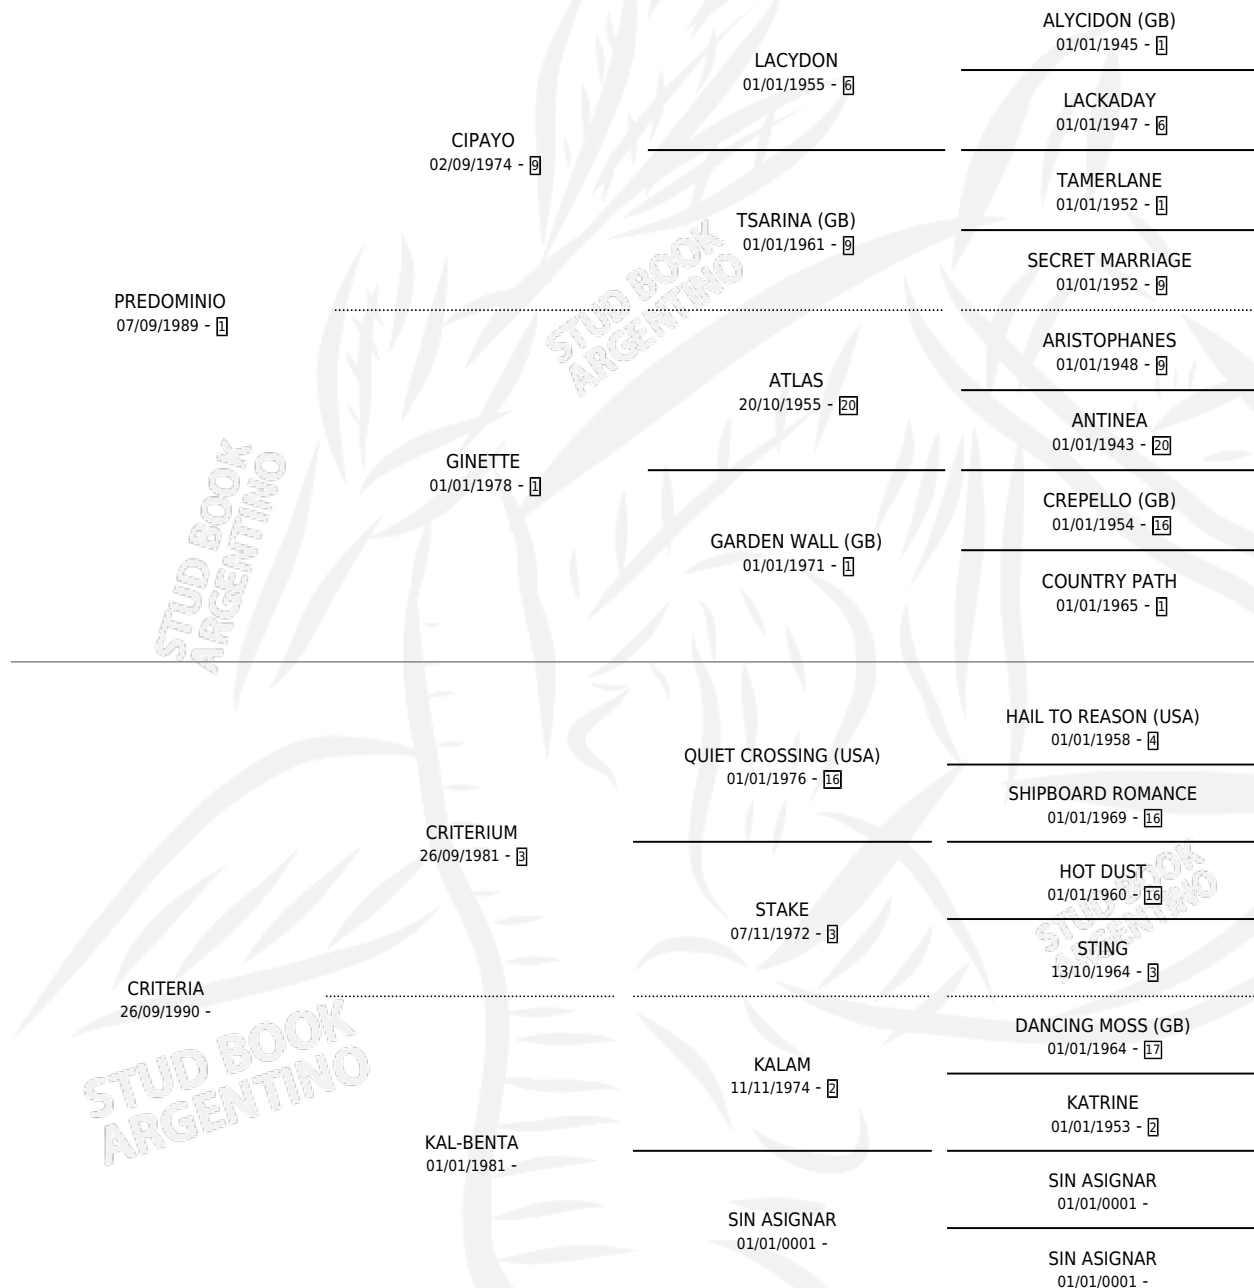 ALYCIDON (GB)
01/01/1945 - 1
LACYDON
01/01/1955 - 6
LACKADAY
01/01/1947 - 6
CIPAYO
02/09/1974 - 9
TAMERLANE
01/01/1952 - 1
TSARINA (GB)
01/01/1961 - 9
SECRET MARRIAGE
01/01/1952 - 9
PREDOMINIO
07/09/1989 - 1
ARISTOPHANES
01/01/1948 - 9
ATLAS
20/10/1955 - 20
ANTINEA
01/01/1943 - 20
GINETTE
01/01/1978 - 1
CREPELLO (GB)
01/01/1954 - 16
GARDEN WALL (GB)
01/01/1971 - 1
COUNTRY PATH
01/01/1965 - 1
HAIL TO REASON (USA)
01/01/1958 - 4
QUIET CROSSING (USA)
01/01/1976 - 16
SHIPBOARD ROMANCE
01/01/1969 - 16
CRITERIUM
26/09/1981 - 3
HOT DUST
01/01/1960 - 16
STAKE
07/11/1972 - 3
STING
13/10/1964 - 3
CRITERIA
26/09/1990 -
DANCING MOSS (GB)
01/01/1964 - 17
KALAM
11/11/1974 - 2
KATRINE
01/01/1953 - 2
KAL-BENTA
01/01/1981 -
SIN ASIGNAR
01/01/0001 -
SIN ASIGNAR
01/01/0001 -
SIN ASIGNAR
01/01/0001 -
STUD BOOK
ARGENTINO
STUD BOOK
ARGENTINO
STUD BOOK
ARGENTINO
STUD BOOK
ARGENTINO